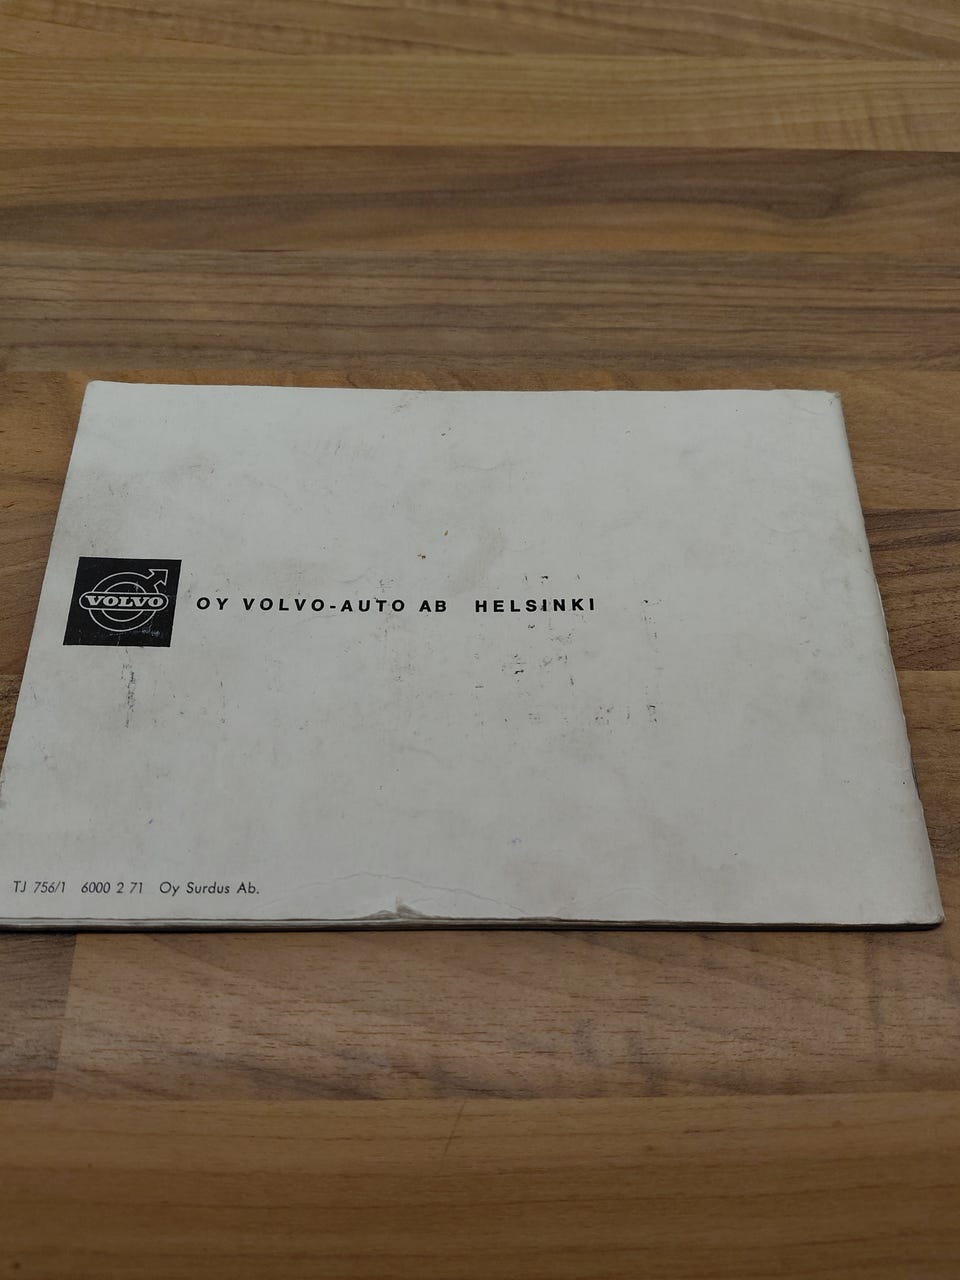 VOLVO
OY VOLVO-AUTO AB HELSINKI
TJ 756/1 6000 2 71 Oy Surdus Ab.